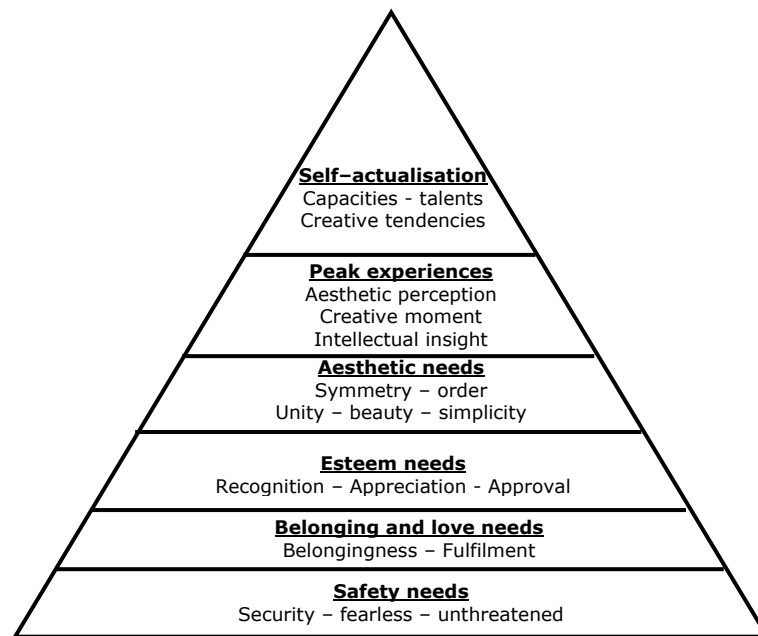 Self–actualisation
Capacities - talents
Creative tendencies
Peak experiences
Aesthetic perception
Creative moment
Intellectual insight
Aesthetic needs
Symmetry – order
Unity – beauty – simplicity
Esteem needs
Recognition – Appreciation - Approval
Belonging and love needs
Belongingness – Fulfilment
Safety needs
Security – fearless – unthreatened